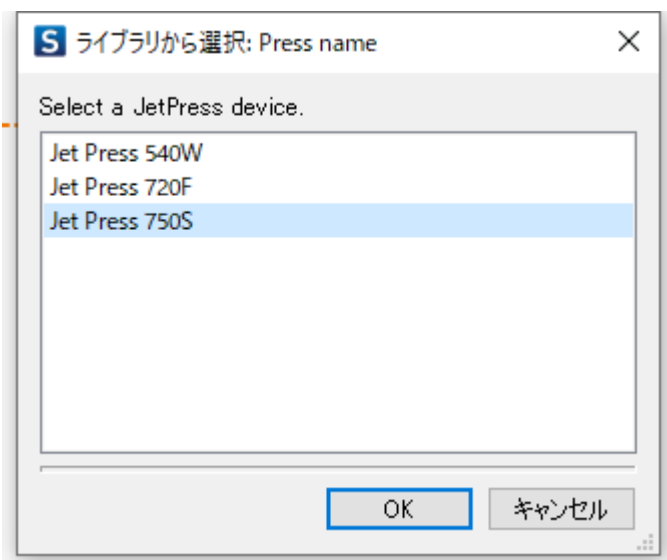 S ライブラリから選択: Press name
Select a JetPress device.
Jet Press 540W
Jet Press 720F
Jet Press 750S
OK キャンセル